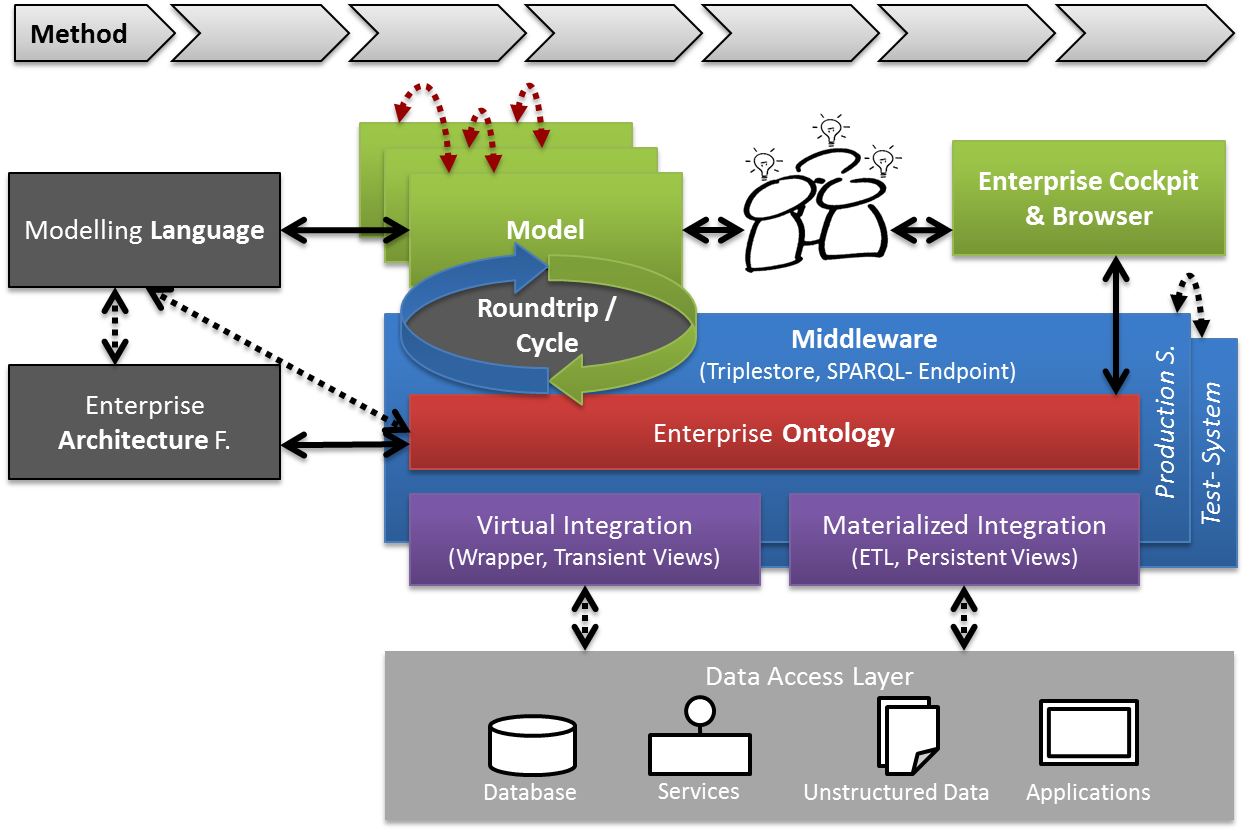 Method
Modelling Language
Model
Enterprise Cockpit
& Browser
Roundtrip /
Cycle
Middleware
(Triplestore, SPARQL- Endpoint)
Production S.
Test- System
Enterprise
Architecture F.
Enterprise Ontology
Virtual Integration
(Wrapper, Transient Views)
Materialized Integration
(ETL, Persistent Views)
Data Access Layer
Database
Services
Unstructured Data
Applications